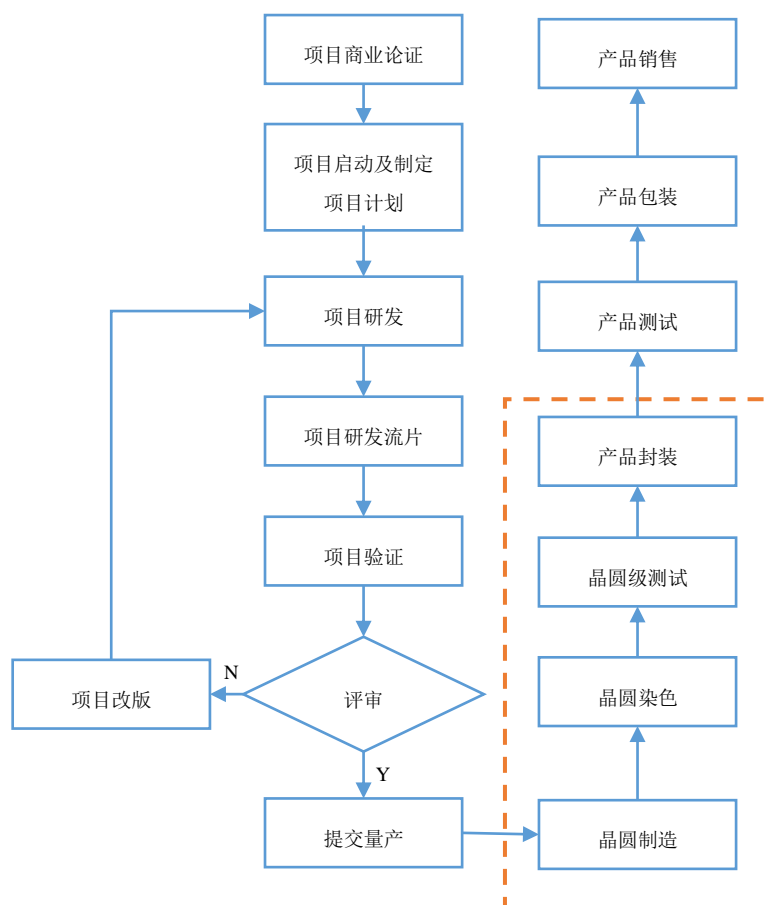 项目商业论证
项目启动及制定
项目计划
项目研发
项目研发流片
项目验证
评审
N
项目改版
Y
提交量产
产品销售
产品包装
产品测试
产品封装
晶圆级测试
晶圆染色
晶圆制造